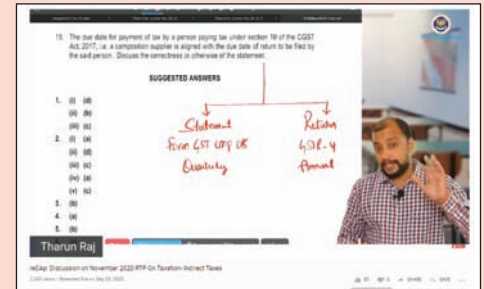 15. The due date for payment of tax by a person paying tax under section 10 of the CGST
Act, 2017, i.e. a composition supplier is aligned with the due date of return to be filed by
the said person. Discuss the correctness or otherwise of the statement.
SUGGESTED ANSWERS
1. (i) (d)
(ii) (b)
(iii) (c)
2. (i) (a)
(ii) (d)
(iii) (c)
(iv) (a)
(v) (c)
3. (b)
4. (a)
5. (b)
Statement
Form GST CMP 08
Quarterly
Return
GSTR-4
Annual
Tharun Raj
Discussion on November 2020 RTP On Taxation-Indirect Taxes
SHARE
SAVE